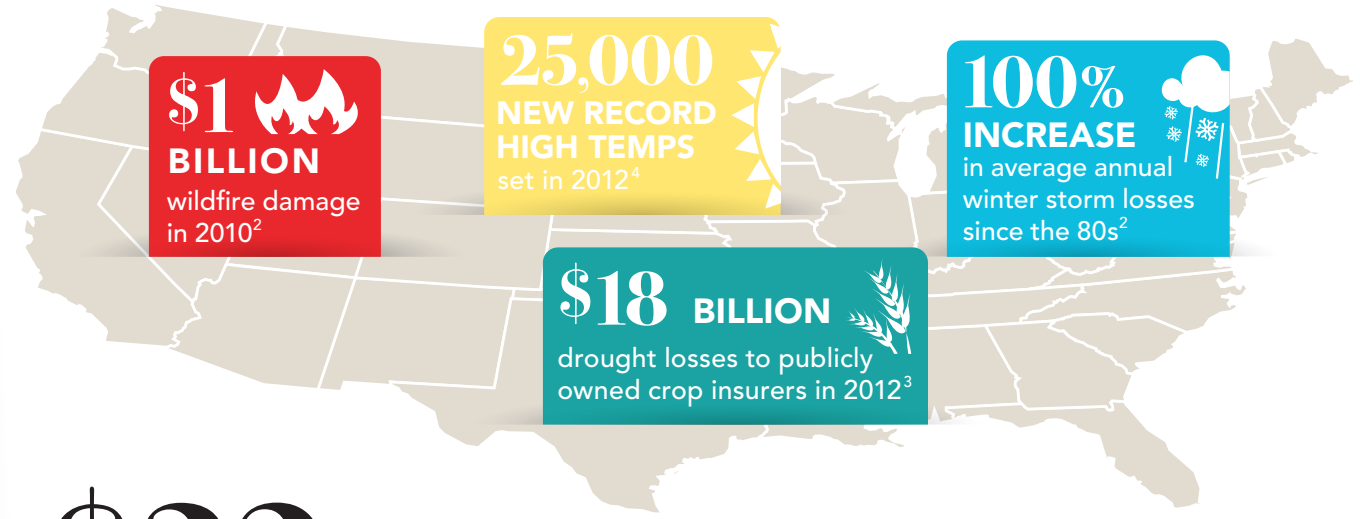 $1
BILLION
wildfire damage
in 2010²
25,000
NEW RECORD
HIGH TEMPS
set in 2012⁴
100%
INCREASE
in average annual
winter storm losses
since the 80s²
$18 BILLION
drought losses to publicly
owned crop insurers in 2012³